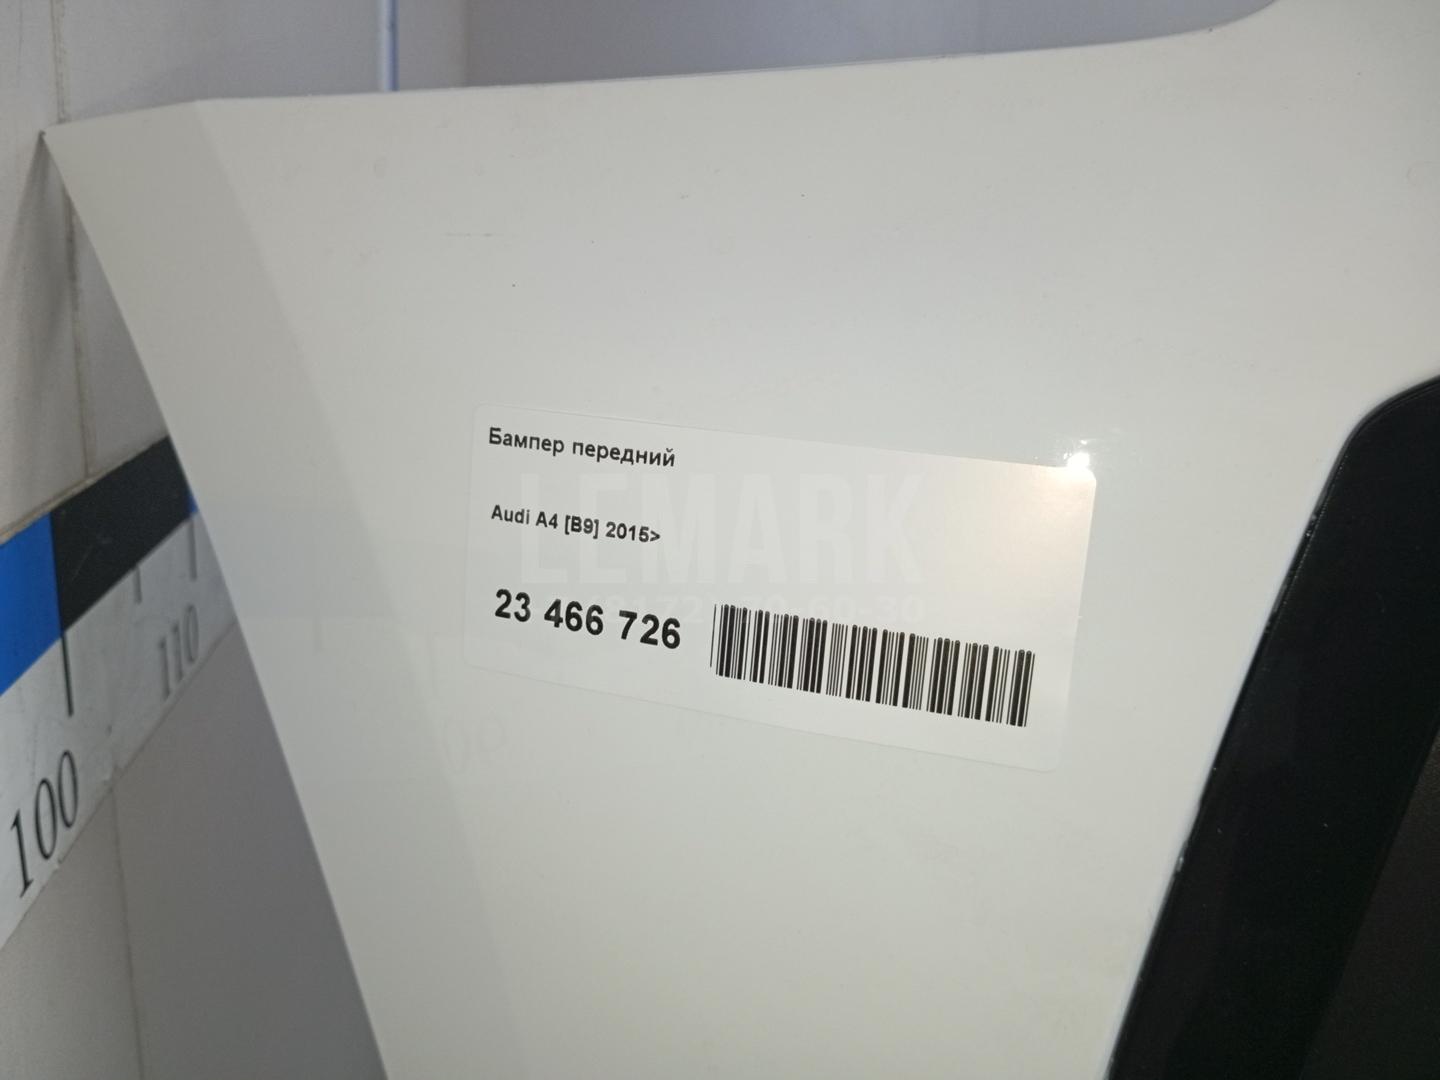 Бампер передний
LEMARK
Audi A4 [B9] 2015>
23 466 726
110
100